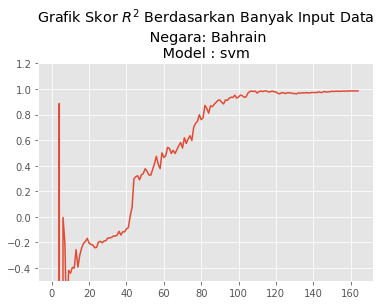 Grafik Skor R² Berdasarkan Banyak Input Data
Negara: Bahrain
Model : svm
1.2
1.0
0.8
0.6
0.4
0.2
0.0
−0.2
−0.4
0 20 40 60 80 100 120 140 160